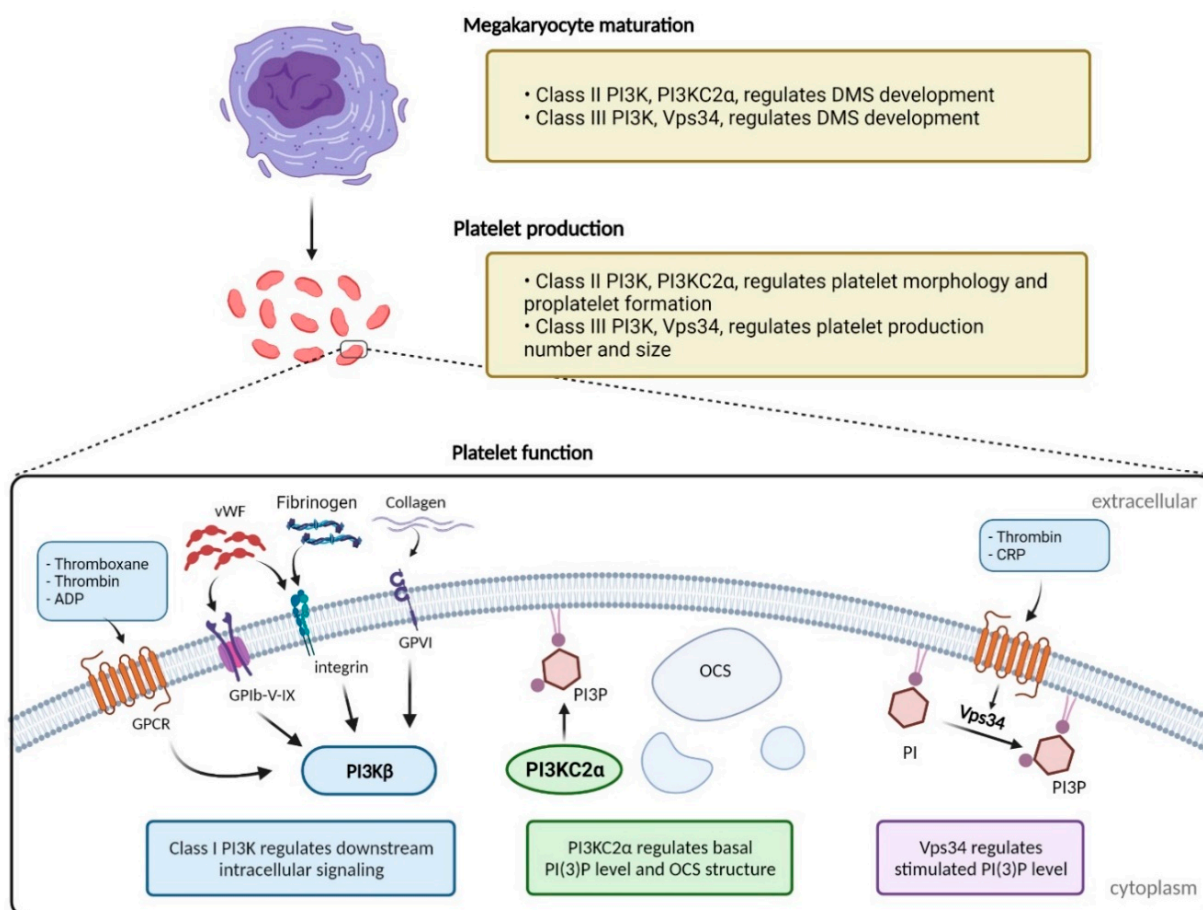 Megakaryocyte maturation
• Class II PI3K, PI3KC2α, regulates DMS development
• Class III PI3K, Vps34, regulates DMS development
Platelet production
• Class II PI3K, PI3KC2α, regulates platelet morphology and
proplatelet formation
• Class III PI3K, Vps34, regulates platelet production
number and size
Platelet function
extracellular
vWF
Fibrinogen
Collagen
- Thromboxane
- Thrombin
- ADP
- Thrombin
- CRP
GPCR
GPIb-V-IX
integrin
GPVI
PI3P
OCS
PI
Vps34
PI3P
PI3Kβ
PI3KC2α
Class I PI3K regulates downstream
intracellular signaling
PI3KC2α regulates basal
PI(3)P level and OCS structure
Vps34 regulates
stimulated PI(3)P level
cytoplasm